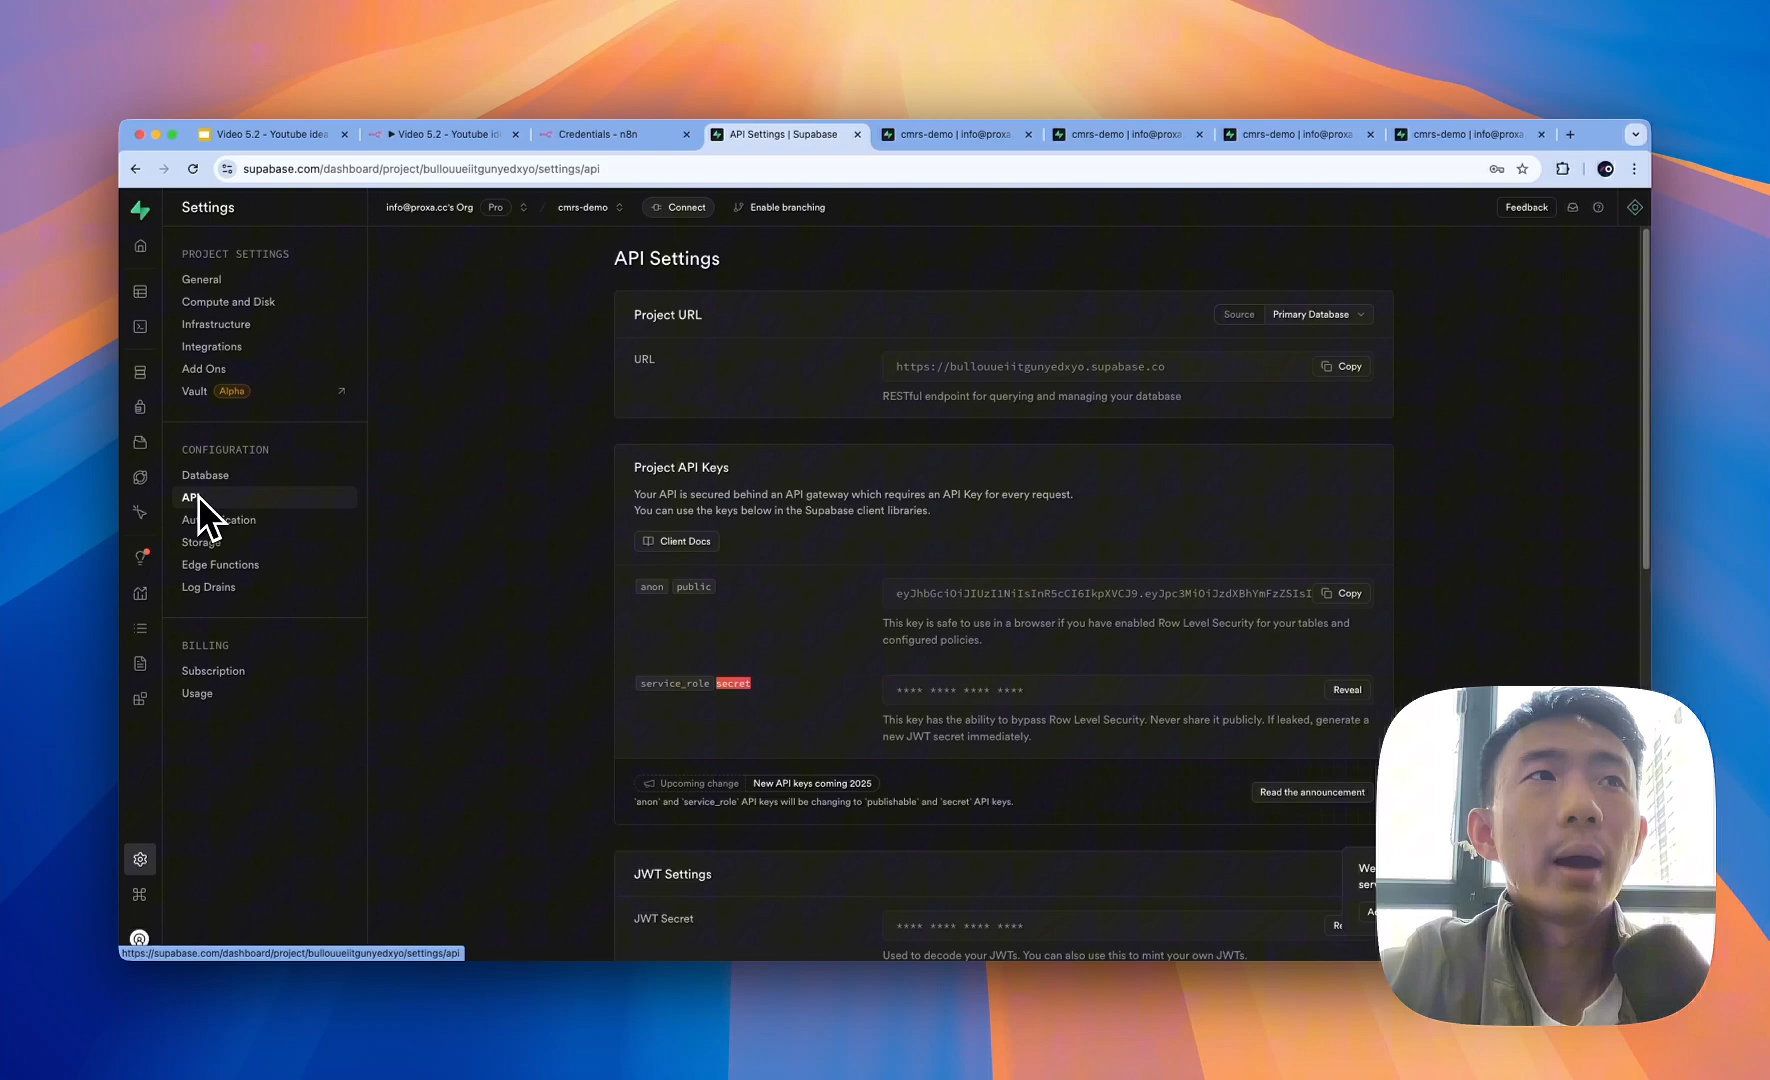 Video 5.2 - Youtube idea
Video 5.2 - Youtube id
Credentials - n8n
API Settings | Supabase
cmrs-demo | info@proxa
cmrs-demo | info@proxa
cmrs-demo | info@proxa
cmrs-demo | info@proxa
supabase.com/dashboard/project/bullouueiitgunyedxyo/settings/api
Settings
info@proxa.cc's Org
Pro
cmrs-demo
Connect
Enable branching
Feedback
PROJECT SETTINGS
General
Compute and Disk
Infrastructure
Integrations
Add Ons
Vault
Alpha
CONFIGURATION
Database
API
Storage
Edge Functions
Log Drains
BILLING
Subscription
Usage
API Settings
Project URL
Source
Primary Database
URL
https://bullouueiitgunyedxyo.supabase.co
Copy
RESTful endpoint for querying and managing your database
Project API Keys
Your API is secured behind an API gateway which requires an API Key for every request.
You can use the keys below in the Supabase client libraries.
Client Docs
anon
public
eyJhbGciOiJIUzI1NiIsInR5cCI6IkpXVCJ9.eyJpc3MiOiJzdXBhYmFzZSIsI
Copy
This key is safe to use in a browser if you have enabled Row Level Security for your tables and
configured policies.
service_role
secret
**** **** **** ****
Reveal
This key has the ability to bypass Row Level Security. Never share it publicly. If leaked, generate a
new JWT secret immediately.
Upcoming change
New API keys coming 2025
`anon` and `service_role` API keys will be changing to `publishable` and `secret` API keys.
Read the announcement
JWT Settings
JWT Secret
**** **** **** ****
Re
Used to decode your JWTs. You can also use this to mint your own JWTs.
We
https://supabase.com/dashboard/project/bullouueiitgunyedxyo/settings/api